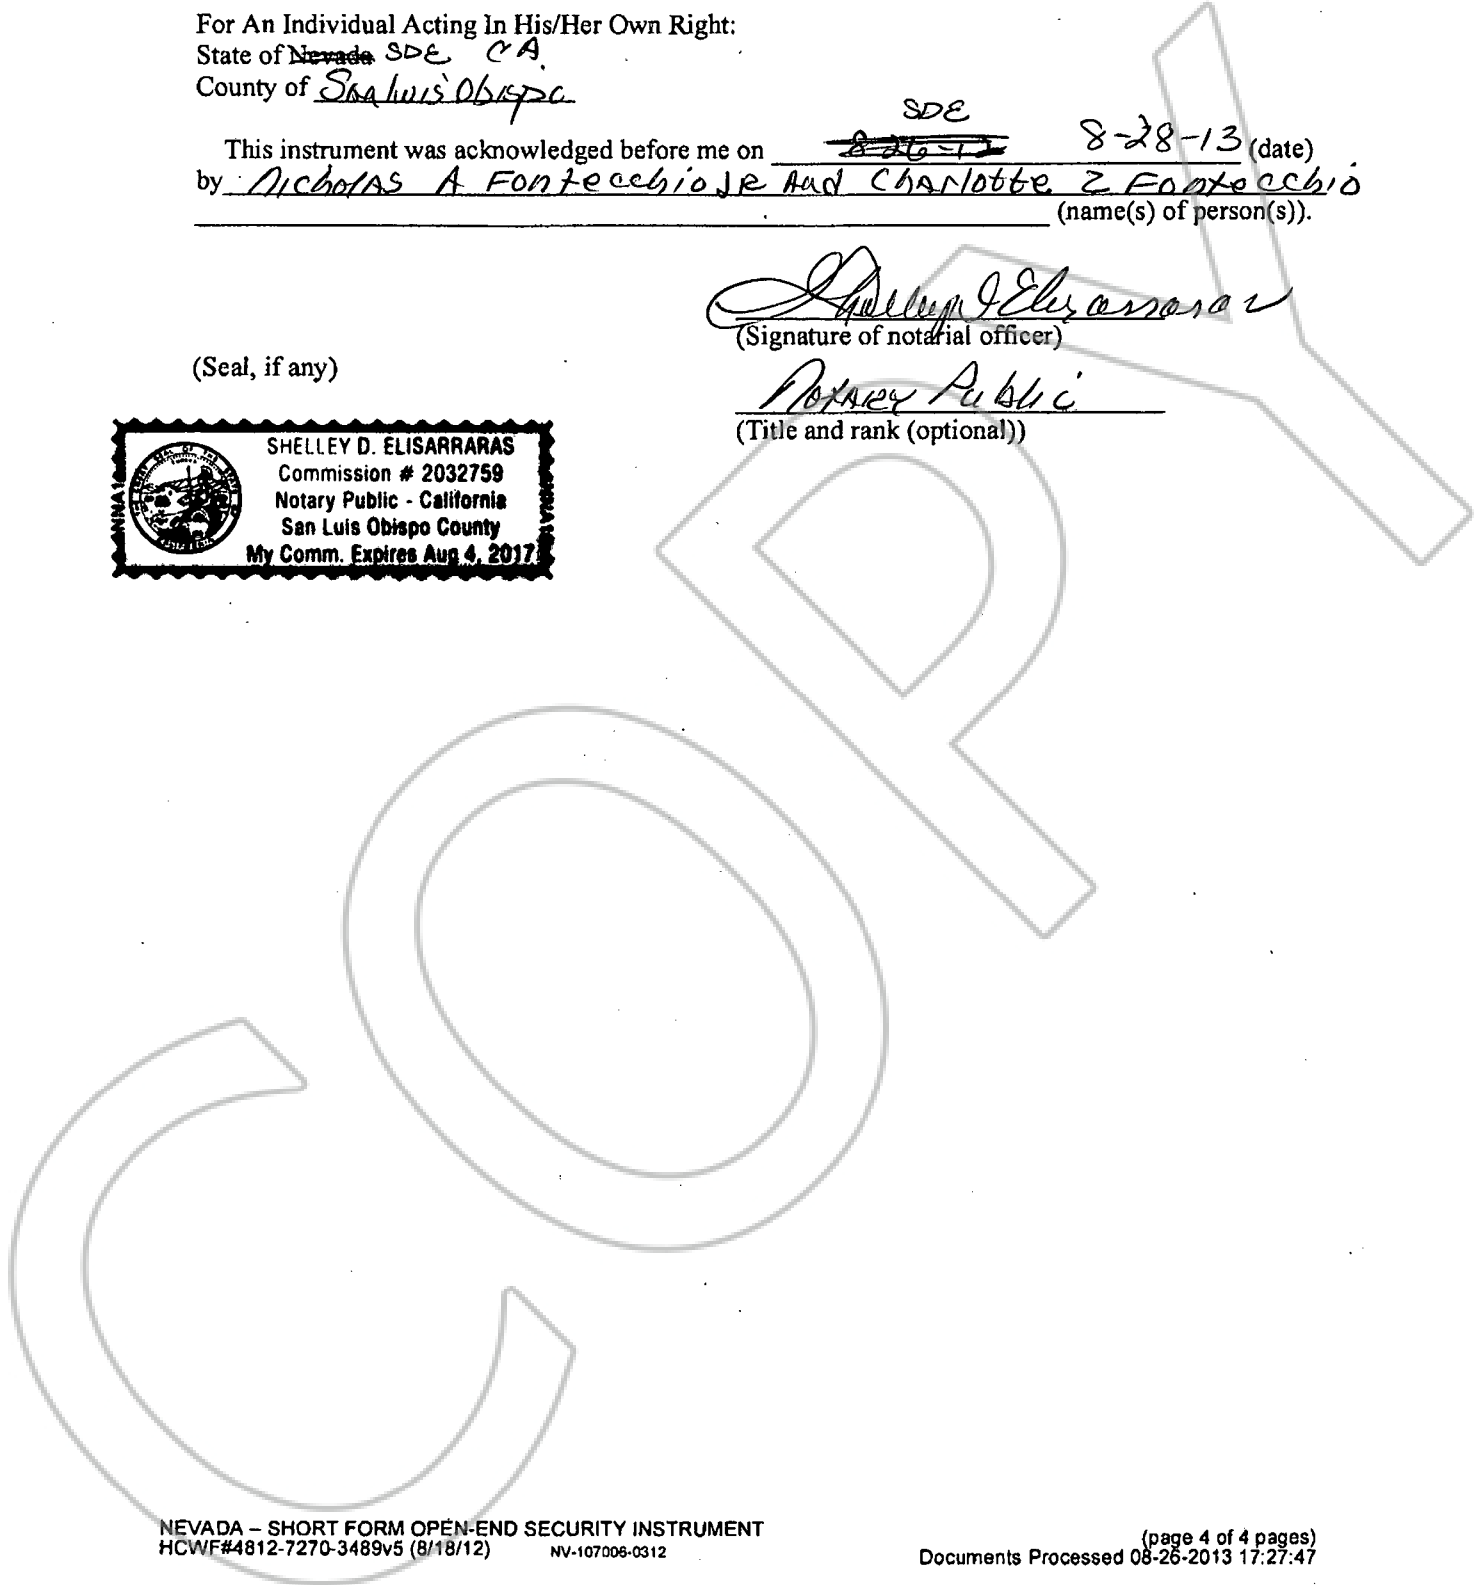 For An Individual Acting In His/Her Own Right:
State of Nevada SDE CA
County of San Luis Obispo
SDE
This instrument was acknowledged before me on 8-26-13 8-28-13 (date)
by Nicholas A Fontecchio JR And Charlotte Z Fontecchio
(name(s) of person(s)).
Shelley D Elisarraras
(Signature of notarial officer)
(Seal, if any)
Notary Public
(Title and rank (optional))
SHELLEY D. ELISARRARAS
Commission # 2032759
Notary Public - California
San Luis Obispo County
My Comm. Expires Aug 4, 2017
COPY
NEVADA – SHORT FORM OPEN-END SECURITY INSTRUMENT
HCWF#4812-7270-3489v5 (8/18/12) NV-107006-0312
(page 4 of 4 pages)
Documents Processed 08-26-2013 17:27:47